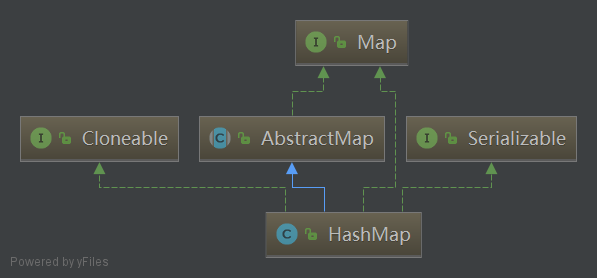 I Map
I Cloneable
C AbstractMap
I Serializable
C HashMap
Powered by yFiles